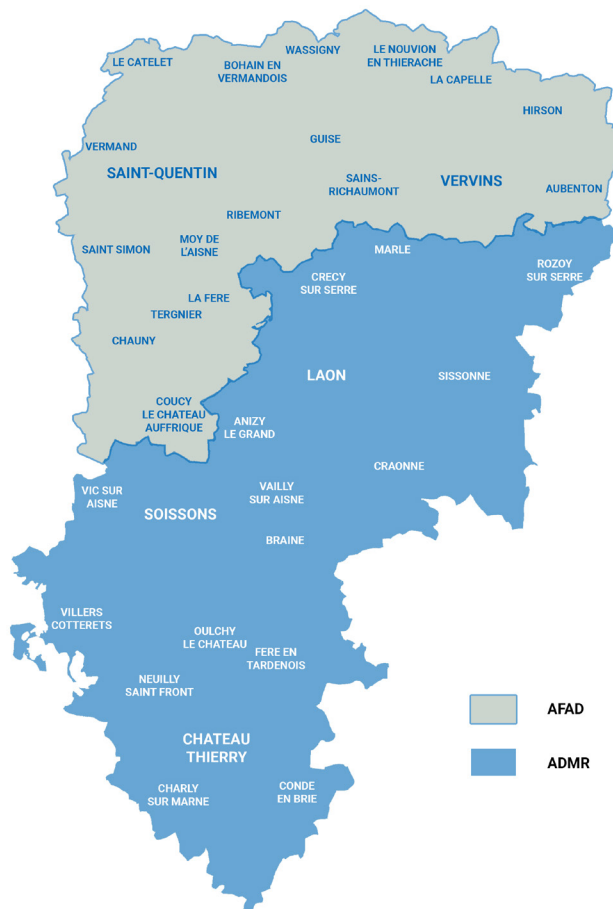 WASSIGNY
LE CATELET
BOHAIN EN
VERMANDOIS
LE NOUVION
EN THIERACHE
LA CAPELLE
HIRSON
GUISE
VERMAND
SAINT-QUENTIN
SAINS-
RICHAUMONT
VERVINS
AUBENTON
RIBEMONT
SAINT SIMON
MOY DE
L'AISNE
MARLE
CRECY
SUR SERRE
ROZOY
SUR SERRE
LA FERE
TERGNIER
CHAUNY
LAON
SISSONNE
COUCY
LE CHATEAU
AUFFRIQUE
ANIZY
LE GRAND
CRAONNE
VIC SUR
AISNE
VAILLY
SUR AISNE
SOISSONS
BRAINE
VILLERS
COTTERETS
OULCHY
LE CHATEAU
FERE EN
TARDENOIS
NEUILLY
SAINT FRONT
AFAD
CHATEAU
THIERRY
ADMR
CHARLY
SUR MARNE
CONDE
EN BRIE